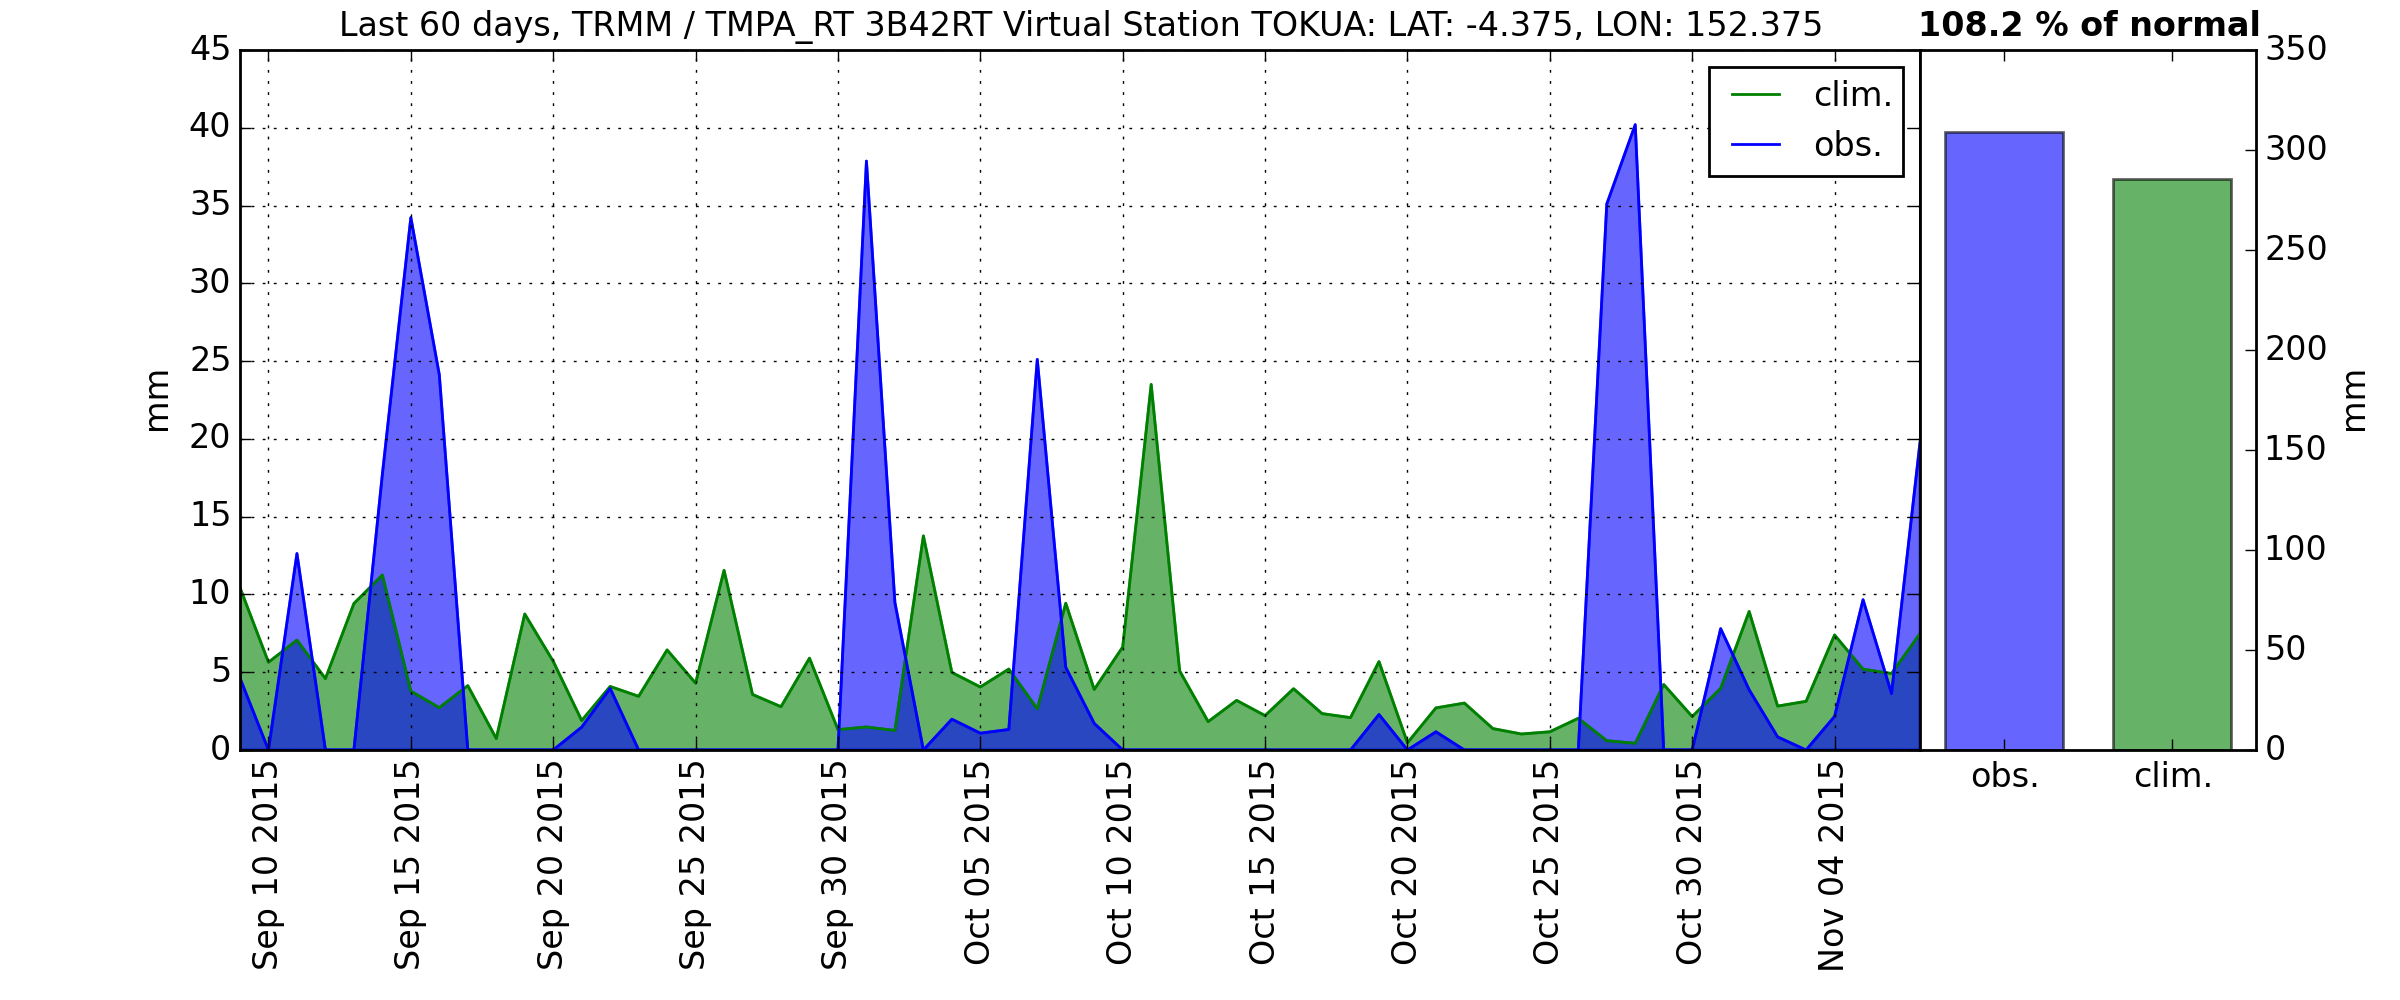 Last 60 days, TRMM / TMPA_RT 3B42RT Virtual Station TOKUA: LAT: -4.375, LON: 152.375
108.2 % of normal
45
40
35
30
25
20
15
10
5
0
mm
clim.
obs.
350
300
250
200
150
100
50
0
mm
Sep 10 2015
Sep 15 2015
Sep 20 2015
Sep 25 2015
Sep 30 2015
Oct 05 2015
Oct 10 2015
Oct 15 2015
Oct 20 2015
Oct 25 2015
Oct 30 2015
Nov 04 2015
obs.
clim.